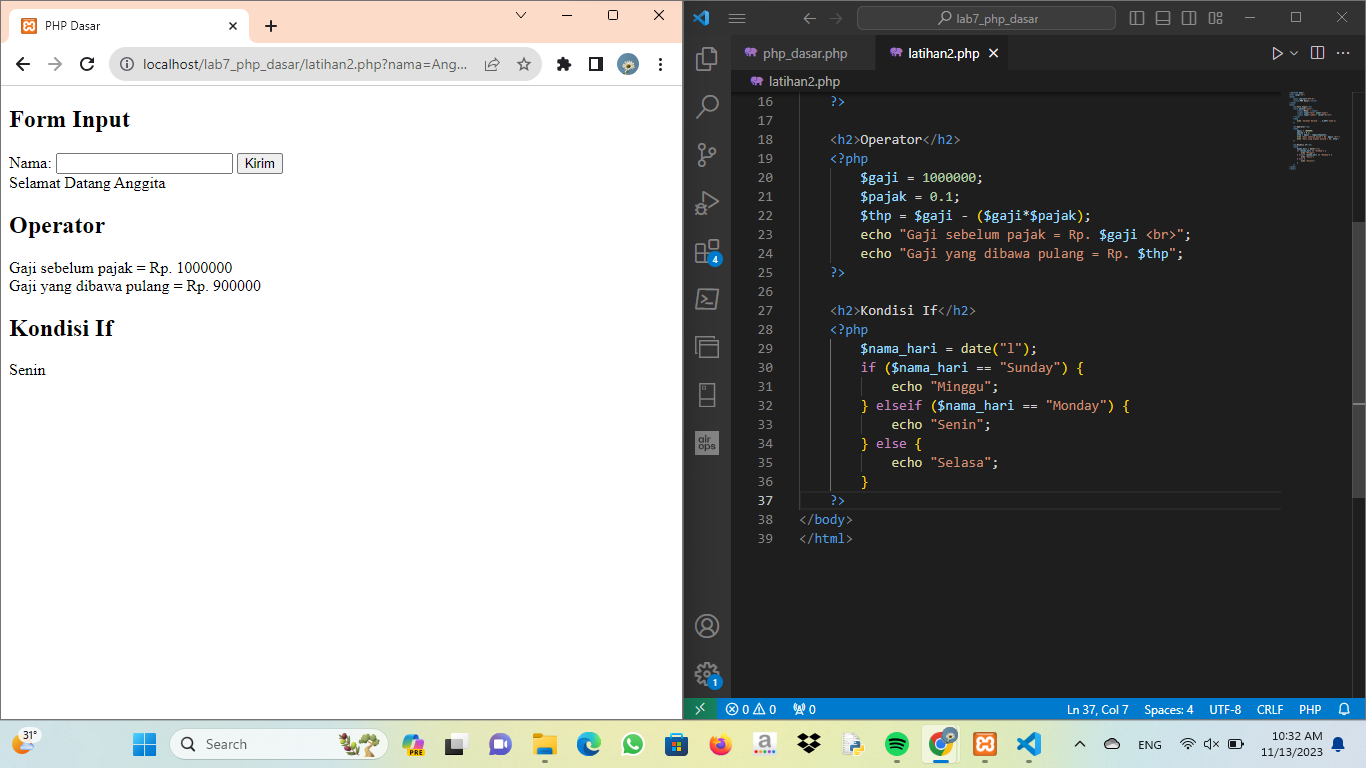 PHP Dasar
localhost/lab7_php_dasar/latihan2.php?nama=Ang...
Form Input
Nama: Kirim
Selamat Datang Anggita
Operator
Gaji sebelum pajak = Rp. 1000000
Gaji yang dibawa pulang = Rp. 900000
Kondisi If
Senin
lab7_php_dasar
php_dasar.php latihan2.php
latihan2.php
16 ?>
17
18 <h2>Operator</h2>
19 <?php
20 $gaji = 1000000;
21 $pajak = 0.1;
22 $thp = $gaji - ($gaji*$pajak);
23 echo "Gaji sebelum pajak = Rp. $gaji <br>";
24 echo "Gaji yang dibawa pulang = Rp. $thp";
25 ?>
26
27 <h2>Kondisi If</h2>
28 <?php
29 $nama_hari = date("l");
30 if ($nama_hari == "Sunday") {
31 echo "Minggu";
32 } elseif ($nama_hari == "Monday") {
33 echo "Senin";
34 } else {
35 echo "Selasa";
36 }
37 ?>
38 </body>
39 </html>
4
air
ops
1
0 0 0 Ln 37, Col 7 Spaces: 4 UTF-8 CRLF PHP
31°
Search
PRE
a
ENG
10:32 AM
11/13/2023